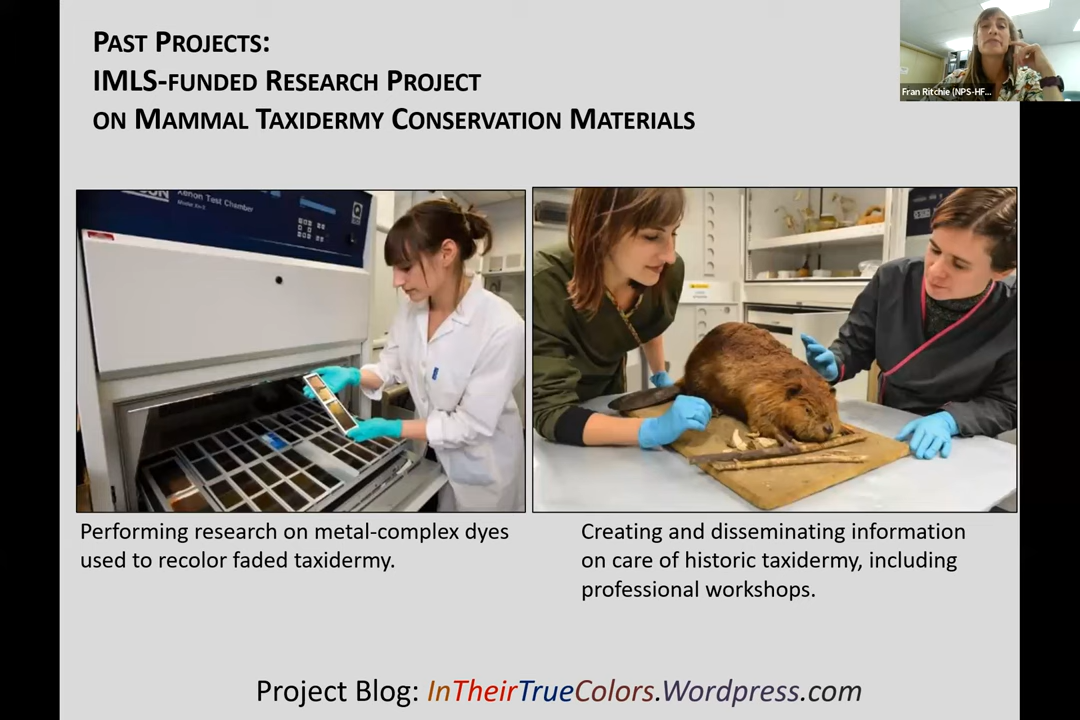 PAST PROJECTS:
IMLS-FUNDED RESEARCH PROJECT
ON MAMMAL TAXIDERMY CONSERVATION MATERIALS
Fran Ritchie (NPS-HF...
Xenon Test Chamber
Performing research on metal-complex dyes
used to recolor faded taxidermy.
Creating and disseminating information
on care of historic taxidermy, including
professional workshops.
Project Blog: InTheirTrueColors.Wordpress.com